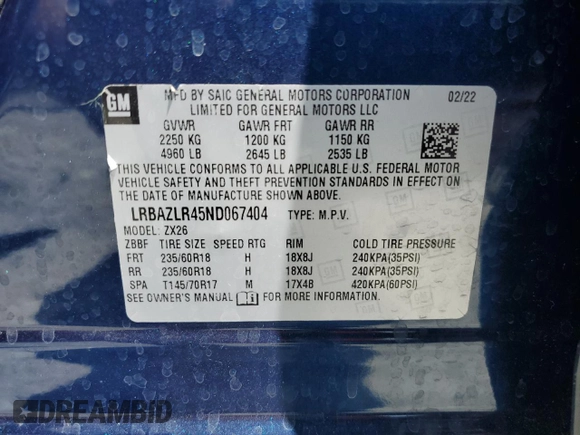 GM
MFD BY SAIC GENERAL MOTORS CORPORATION 02/22
LIMITED FOR GENERAL MOTORS LLC
GVWR GAWR FRT GAWR RR
2250 KG 1200 KG 1150 KG
4960 LB 2645 LB 2535 LB
THIS VEHICLE CONFORMS TO ALL APPLICABLE U.S. FEDERAL MOTOR
VEHICLE SAFETY AND THEFT PREVENTION STANDARDS IN EFFECT ON
THE DATE OF MANUFACTURE SHOWN ABOVE.
LRBAZLR45ND067404 TYPE: M.P.V.
MODEL: ZX26
ZBBF TIRE SIZE SPEED RTG RIM COLD TIRE PRESSURE
FRT 235/60R18 H 18X8J 240KPA(35PSI)
RR 235/60R18 H 18X8J 240KPA(35PSI)
SPA T145/70R17 M 17X4B 420KPA(60PSI)
SEE OWNER'S MANUAL FOR MORE INFORMATION.
DREAMBID